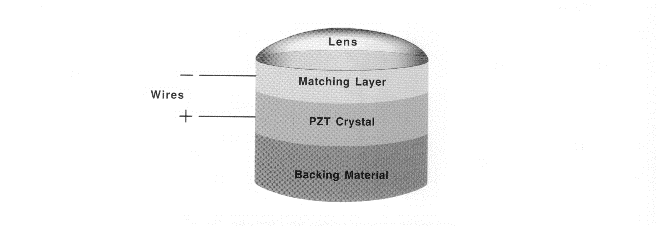 Lens
−
Matching Layer
Wires
+
PZT Crystal
Backing Material